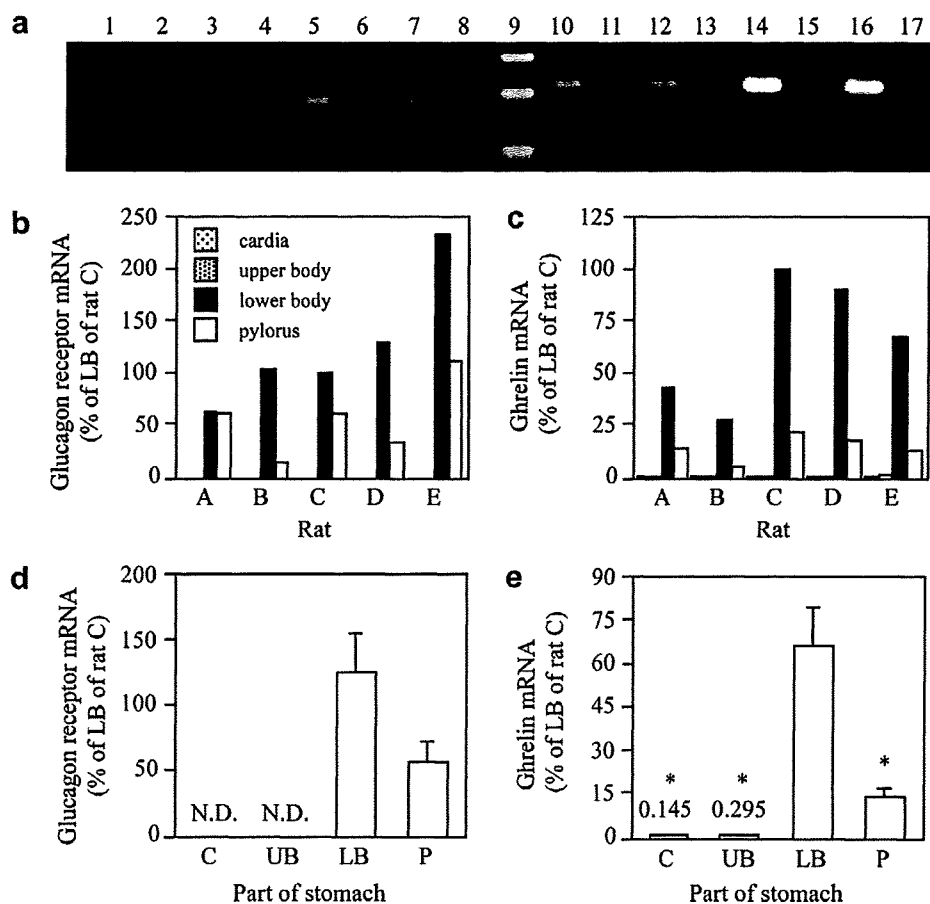 a
1 2 3 4 5 6 7 8 9 10 11 12 13 14 15 16 17
b
Glucagon receptor mRNA
(% of LB of rat C)
250
200
150
100
50
0
cardia
upper body
lower body
pylorus
A B C D E
Rat
c
Ghrelin mRNA
(% of LB of rat C)
125
100
75
50
25
0
A B C D E
Rat
d
Glucagon receptor mRNA
(% of LB of rat C)
200
150
100
50
0
N.D. N.D.
C UB LB P
Part of stomach
e
Ghrelin mRNA
(% of LB of rat C)
90
75
60
45
30
15
0
* * *
0.145 0.295
C UB LB P
Part of stomach